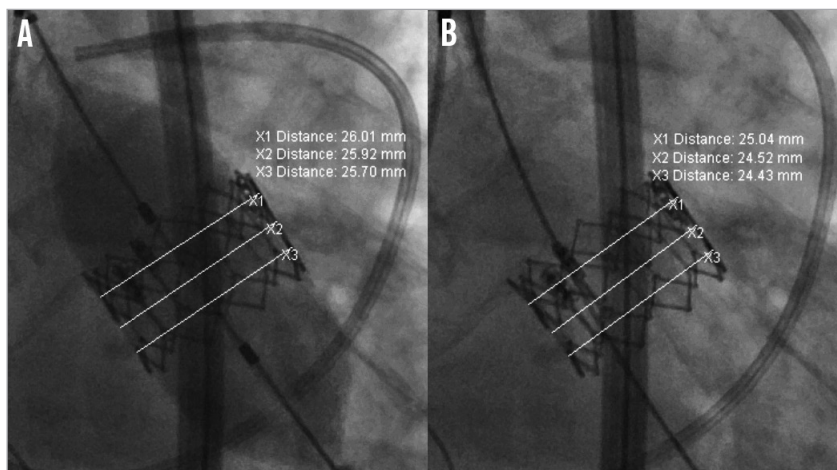 A
X1 Distance: 26.01 mm
X2 Distance: 25.92 mm
X3 Distance: 25.70 mm
X1
X2
X3
B
X1 Distance: 25.04 mm
X2 Distance: 24.52 mm
X3 Distance: 24.43 mm
X1
X2
X3